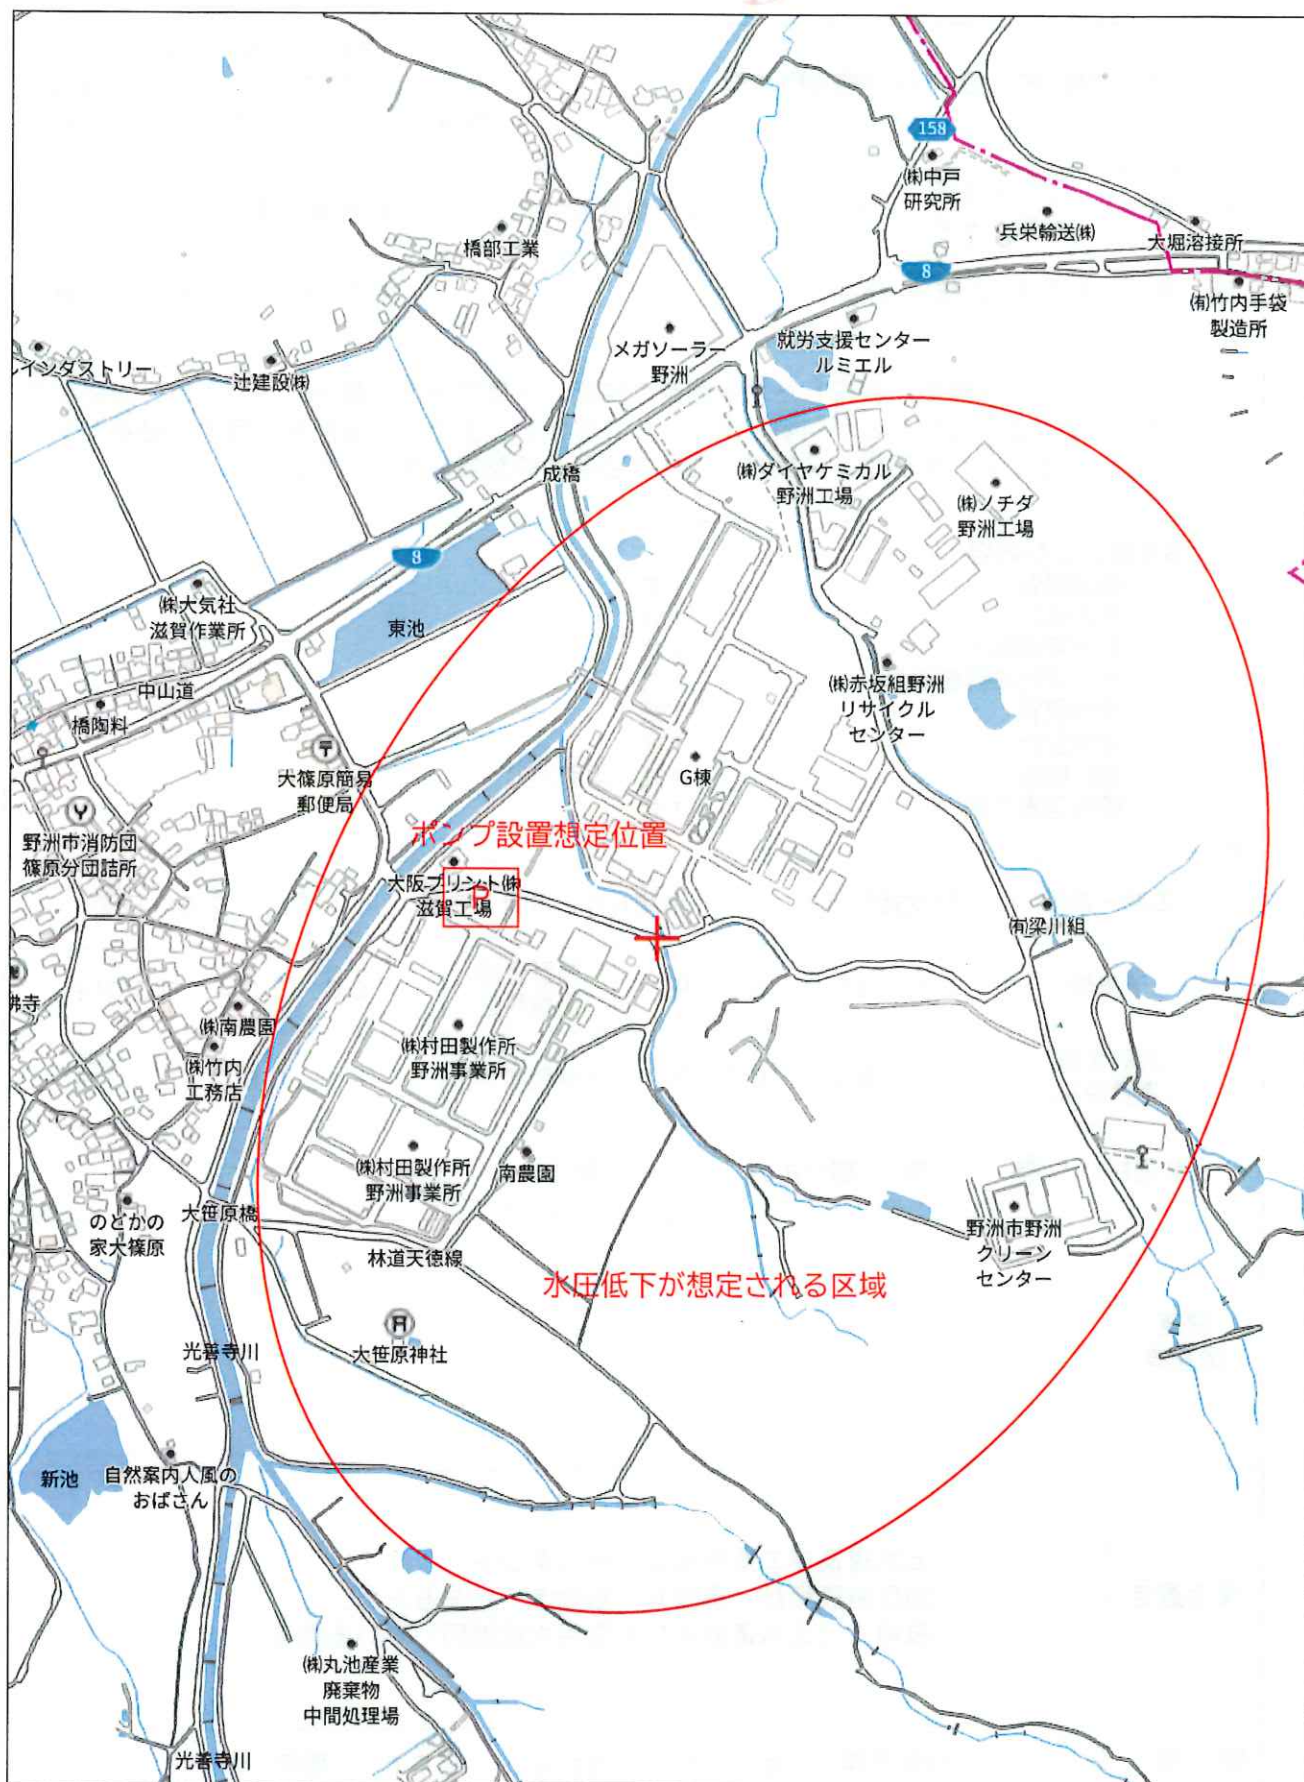 158
㈱中戸
研究所
兵栄輸送㈱
大堀溶接所
橋部工業
8
㈲竹内手袋
製造所
メガソーラー
野洲
就労支援センター
ルミエル
インダストリー
辻建設㈱
成橋
㈱ダイヤケミカル
野洲工場
㈱ノチダ
野洲工場
8
㈱大気社
滋賀作業所
東池
中山道
橋陶料
㈱赤坂組野洲
リサイクル
センター
大篠原簡易
郵便局
G棟
野洲市消防団
篠原分団詰所
ポンプ設置想定位置
大阪プリント㈱
滋賀工場
P
㈲梁川組
佛寺
㈱南農園
㈱竹内
工務店
㈱村田製作所
野洲事業所
㈱村田製作所
野洲事業所
南農園
のどかの
家大篠原
大笹原橋
林道天徳線
野洲市野洲
クリーン
センター
水圧低下が想定される区域
光善寺川
大笹原神社
新池
自然案内人風の
おばさん
㈱丸池産業
廃棄物
中間処理場
光善寺川